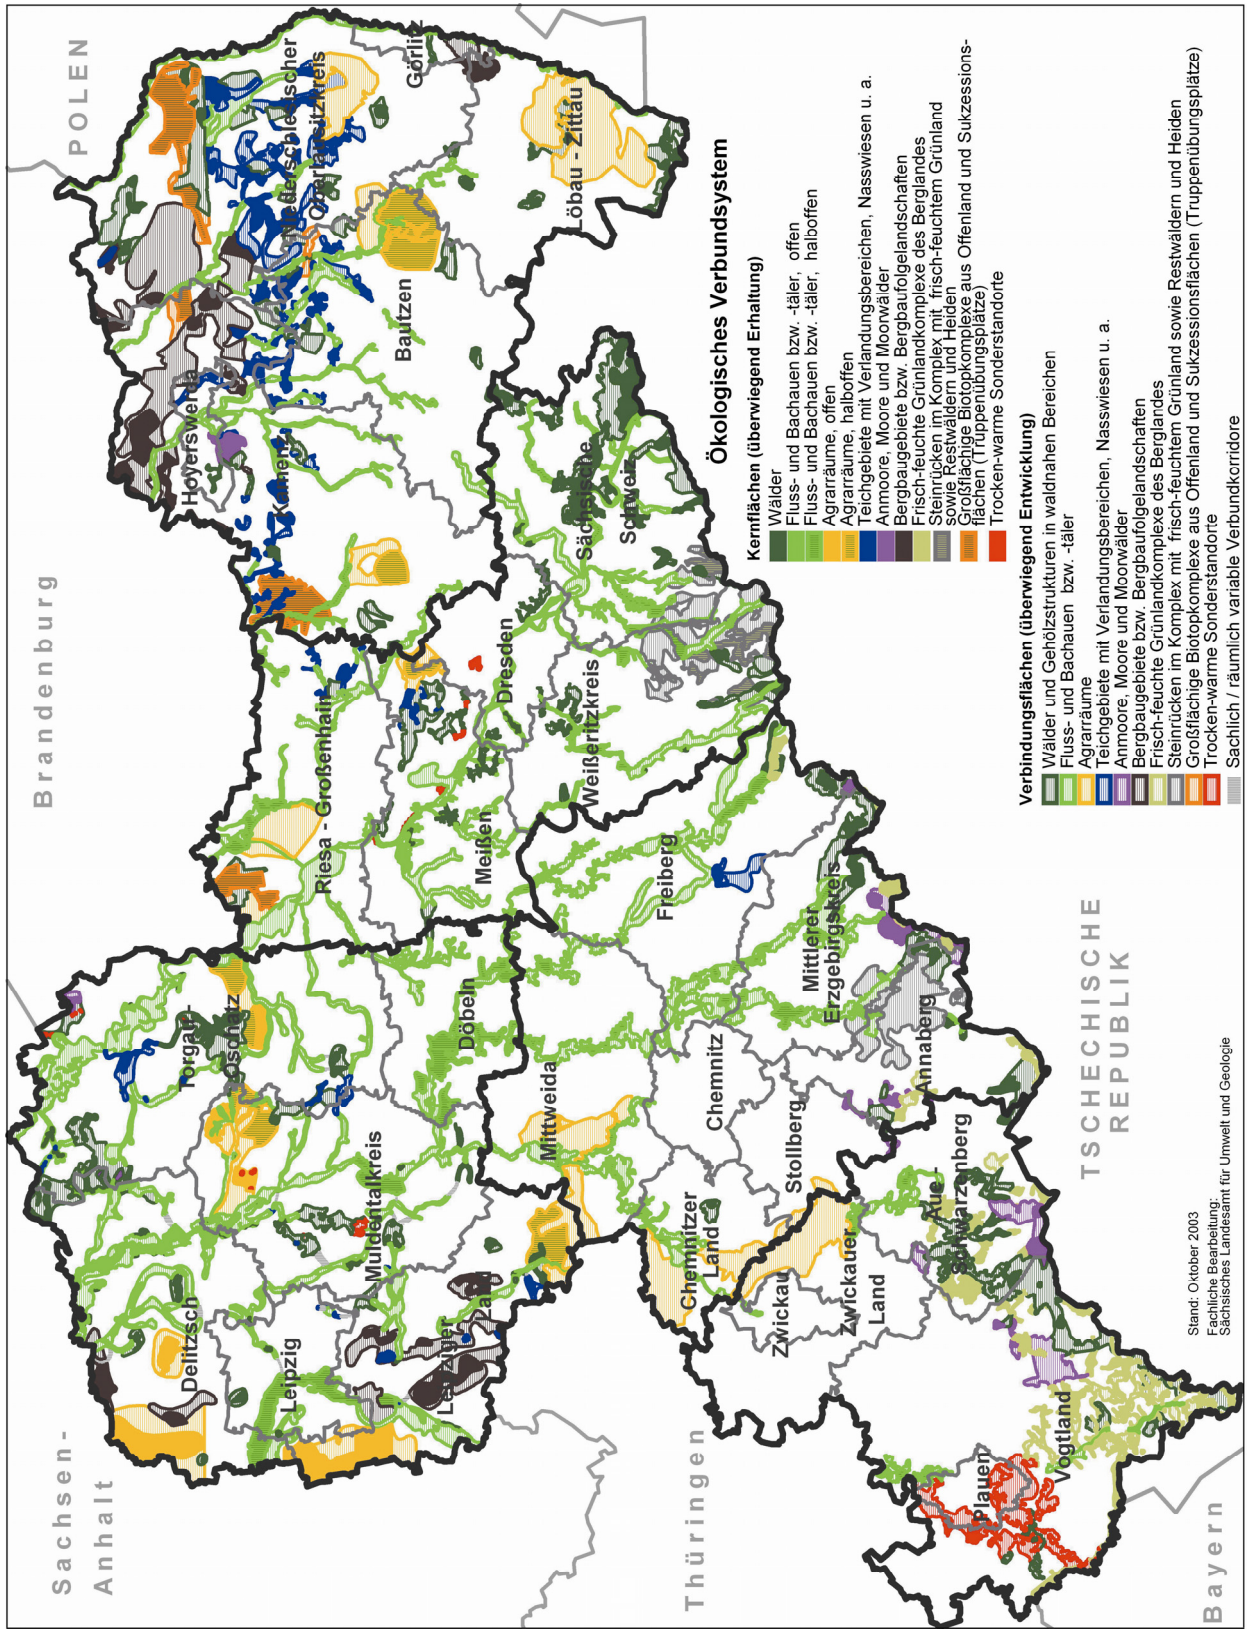 Sachsen-
Anhalt
Brandenburg
POLEN
Thüringen
Bayern
TSCHECHISCHE
REPUBLIK
Delitzsch
Leipzig
Leipziger
Land
Muldentalkreis
Torgau-
Oschatz
Döbeln
Mittweida
Riesa - Großenhain
Meißen
Dresden
Weißeritzkreis
Sächsische
Schweiz
Hoyerswerda
Kamenz
Bautzen
Niederschlesischer
Oberlausitzkreis
Görlitz
Löbau - Zittau
Freiberg
Mittlerer
Erzgebirgskreis
Annaberg
Chemnitz
Stollberg
Chemnitzer
Land
Zwickau
Zwickauer
Land
Aue -
Schwarzenberg
Plauen
Vogtland
Ökologisches Verbundsystem
Kernflächen (überwiegend Erhaltung)
Wälder
Fluss- und Bachauen bzw. -täler, offen
Fluss- und Bachauen bzw. -täler, halboffen
Agrarräume, offen
Agrarräume, halboffen
Teichgebiete mit Verlandungsbereichen, Nasswiesen u. a.
Anmoore, Moore und Moorwälder
Bergbaugebiete bzw. Bergbaufolgelandschaften
Frisch-feuchte Grünlandkomplexe des Berglandes
Steinrücken im Komplex mit frisch-feuchtem Grünland
sowie Restwäldern und Heiden
Großflächige Biotopkomplexe aus Offenland und Sukzessions-
flächen (Truppenübungsplätze)
Trocken-warme Sonderstandorte
Verbindungsflächen (überwiegend Entwicklung)
Wälder und Gehölzstrukturen in waldnahen Bereichen
Fluss- und Bachauen bzw. -täler
Agrarräume
Teichgebiete mit Verlandungsbereichen, Nasswiesen u. a.
Anmoore, Moore und Moorwälder
Bergbaugebiete bzw. Bergbaufolgelandschaften
Frisch-feuchte Grünlandkomplexe des Berglandes
Steinrücken im Komplex mit frisch-feuchtem Grünland sowie Restwäldern und Heiden
Großflächige Biotopkomplexe aus Offenland und Sukzessionsflächen (Truppenübungsplätze)
Trocken-warme Sonderstandorte
Sachlich / räumlich variable Verbundkorridore
Stand: Oktober 2003
Fachliche Bearbeitung:
Sächsisches Landesamt für Umwelt und Geologie